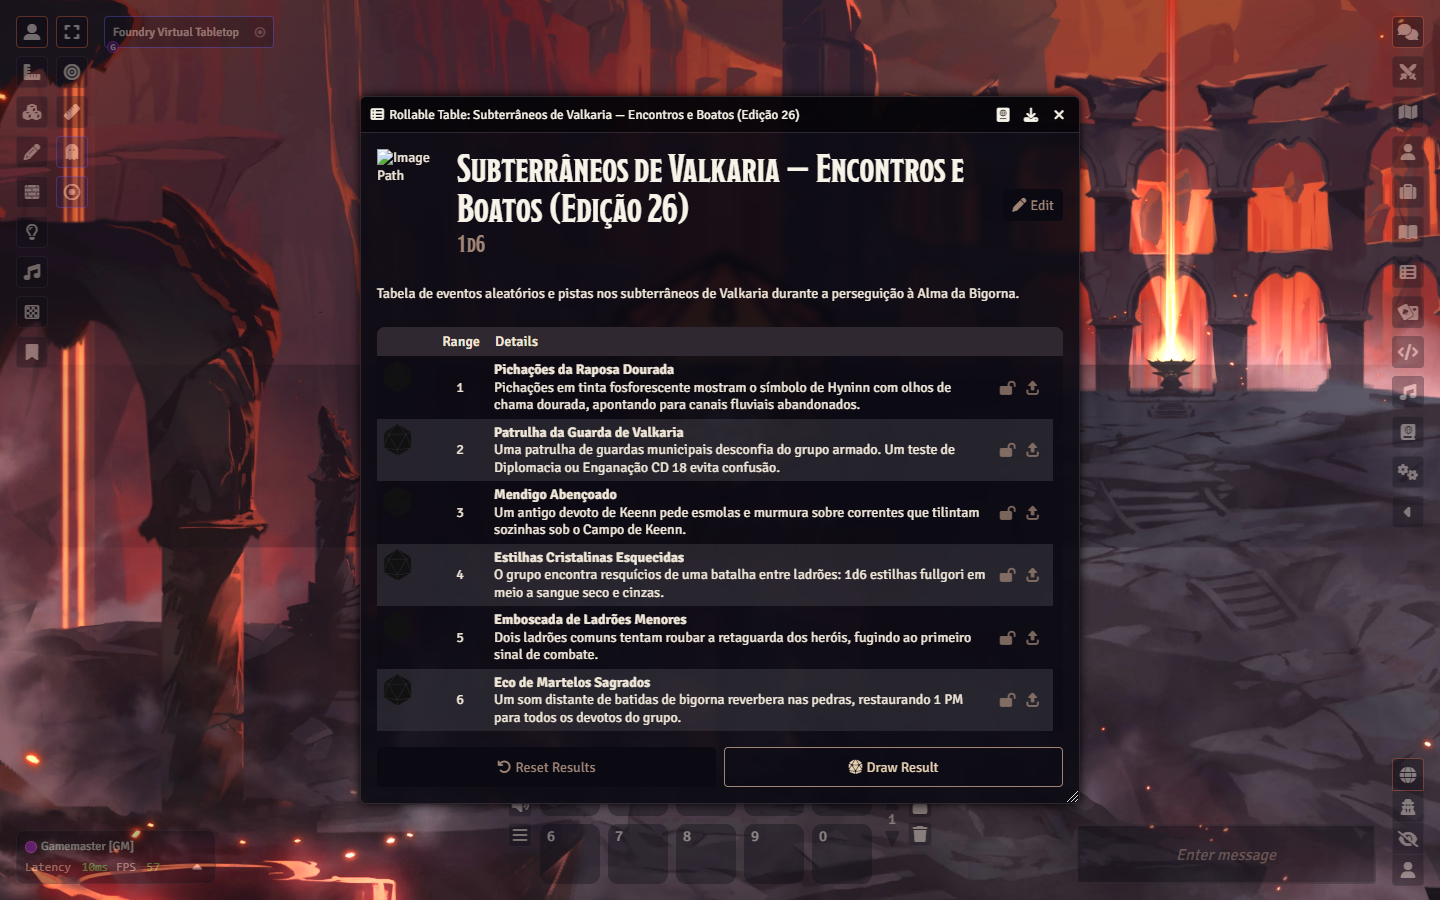 Foundry Virtual Tabletop
G
Rollable Table: Subterrâneos de Valkaria — Encontros e Boatos (Edição 26)
Image Path
Subterrâneos de Valkaria — Encontros e
Boatos (Edição 26)
1d6
Edit
Tabela de eventos aleatórios e pistas nos subterrâneos de Valkaria durante a perseguição à Alma da Bigorna.
Range Details
Pichações da Raposa Dourada
1
Pichações em tinta fosforescente mostram o símbolo de Hyninn com olhos de
chama dourada, apontando para canais fluviais abandonados.
Patrulha da Guarda de Valkaria
2
Uma patrulha de guardas municipais desconfia do grupo armado. Um teste de
Diplomacia ou Enganação CD 18 evita confusão.
Mendigo Abençoado
3
Um antigo devoto de Keenn pede esmolas e murmura sobre correntes que tilintam
sozinhas sob o Campo de Keenn.
Estilhas Cristalinas Esquecidas
4
O grupo encontra resquícios de uma batalha entre ladrões: 1d6 estilhas fullgori em
meio a sangue seco e cinzas.
Emboscada de Ladrões Menores
5
Dois ladrões comuns tentam roubar a retaguarda dos heróis, fugindo ao primeiro
sinal de combate.
Eco de Martelos Sagrados
6
Um som distante de batidas de bigorna reverbera nas pedras, restaurando 1 PM
para todos os devotos do grupo.
Reset Results
Draw Result
1
6 7 8 9 0
Gamemaster [GM]
Latency 10ms FPS 57
Enter message